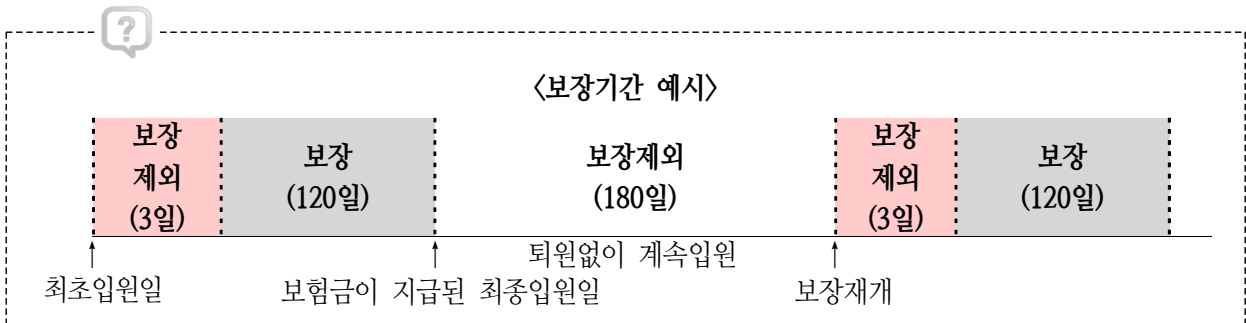 ?
〈보장기간 예시〉
보장
제외
(3일)
보장
(120일)
보장제외
(180일)
보장
제외
(3일)
보장
(120일)
퇴원없이 계속입원
최초입원일
보험금이 지급된 최종입원일
보장재개